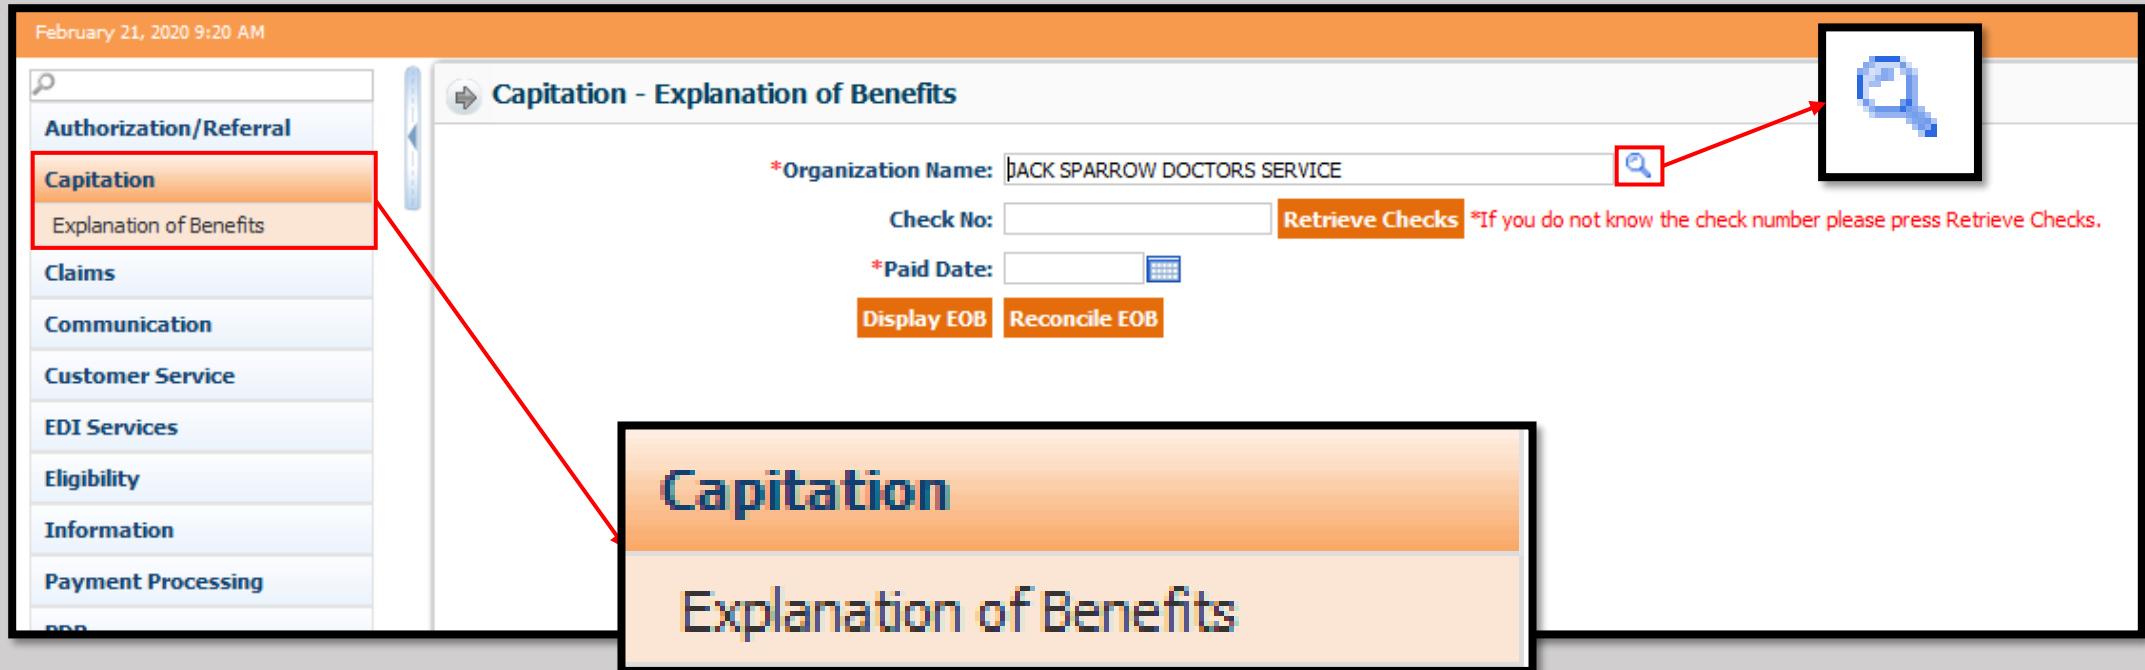 February 21, 2020 9:20 AM
Authorization/Referral
Capitation
Explanation of Benefits
Claims
Communication
Customer Service
EDI Services
Eligibility
Information
Payment Processing
Capitation - Explanation of Benefits
*Organization Name: JACK SPARROW DOCTORS SERVICE
Check No: Retrieve Checks *If you do not know the check number please press Retrieve Checks.
*Paid Date:
Display EOB Reconcile EOB
Capitation
Explanation of Benefits